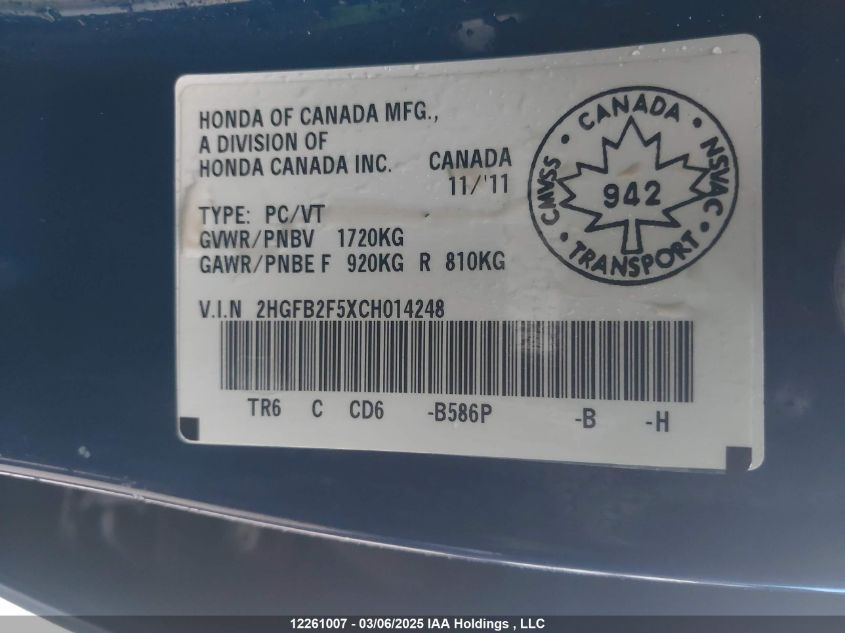 HONDA OF CANADA MFG.,
A DIVISION OF
HONDA CANADA INC. CANADA
11/'11
TYPE: PC/VT
GVWR/PNBV 1720KG
GAWR/PNBE F 920KG R 810KG
V.I.N 2HGFB2F5XCH014248
TR6 C CD6 -B586P -B -H
CANADA • NSVAC • TRANSPORT • CMVSS •
942
12261007 - 03/06/2025 IAA Holdings , LLC